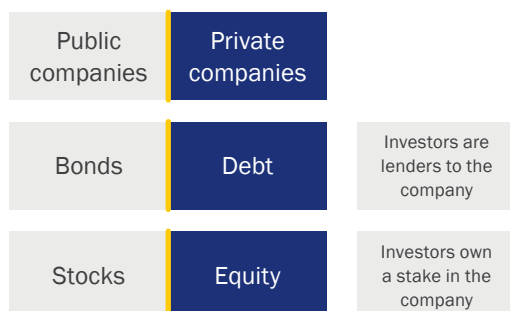 Public
companies
Private
companies
Bonds
Debt
Investors are
lenders to the
company
Stocks
Equity
Investors own
a stake in the
company